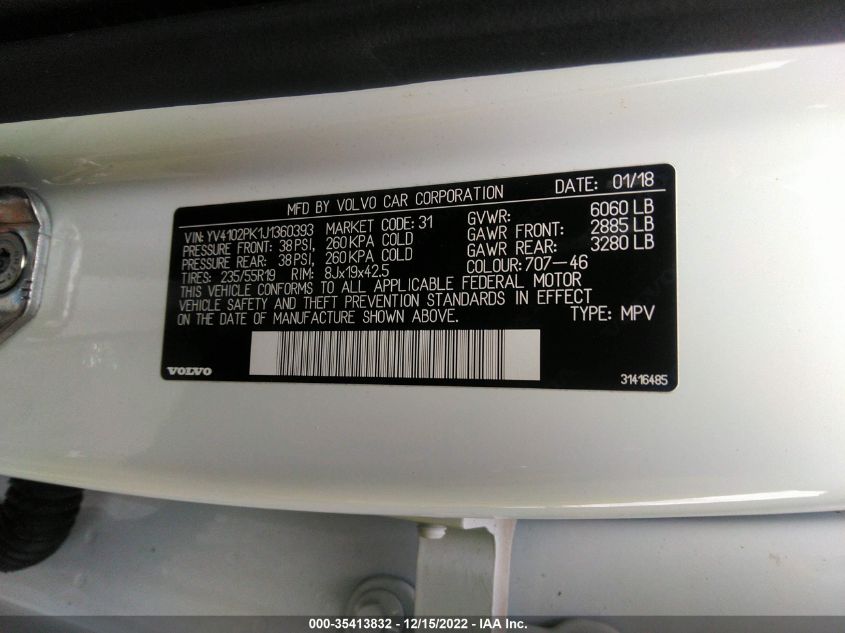 MFD BY VOLVO CAR CORPORATION DATE: 01/18
VIN: YV4102PK1J1360393 MARKET CODE: 31 GVWR: 6060 LB
PRESSURE FRONT: 38 PSI, 260 KPA COLD GAWR FRONT: 2885 LB
PRESSURE REAR: 38 PSI, 260 KPA COLD GAWR REAR: 3280 LB
TIRES: 235/55R19 RIM: 8Jx19x42.5 COLOUR: 707-46
THIS VEHICLE CONFORMS TO ALL APPLICABLE FEDERAL MOTOR
VEHICLE SAFETY AND THEFT PREVENTION STANDARDS IN EFFECT
ON THE DATE OF MANUFACTURE SHOWN ABOVE. TYPE: MPV
VOLVO 31416485
000-35413832 - 12/15/2022 - IAA Inc.